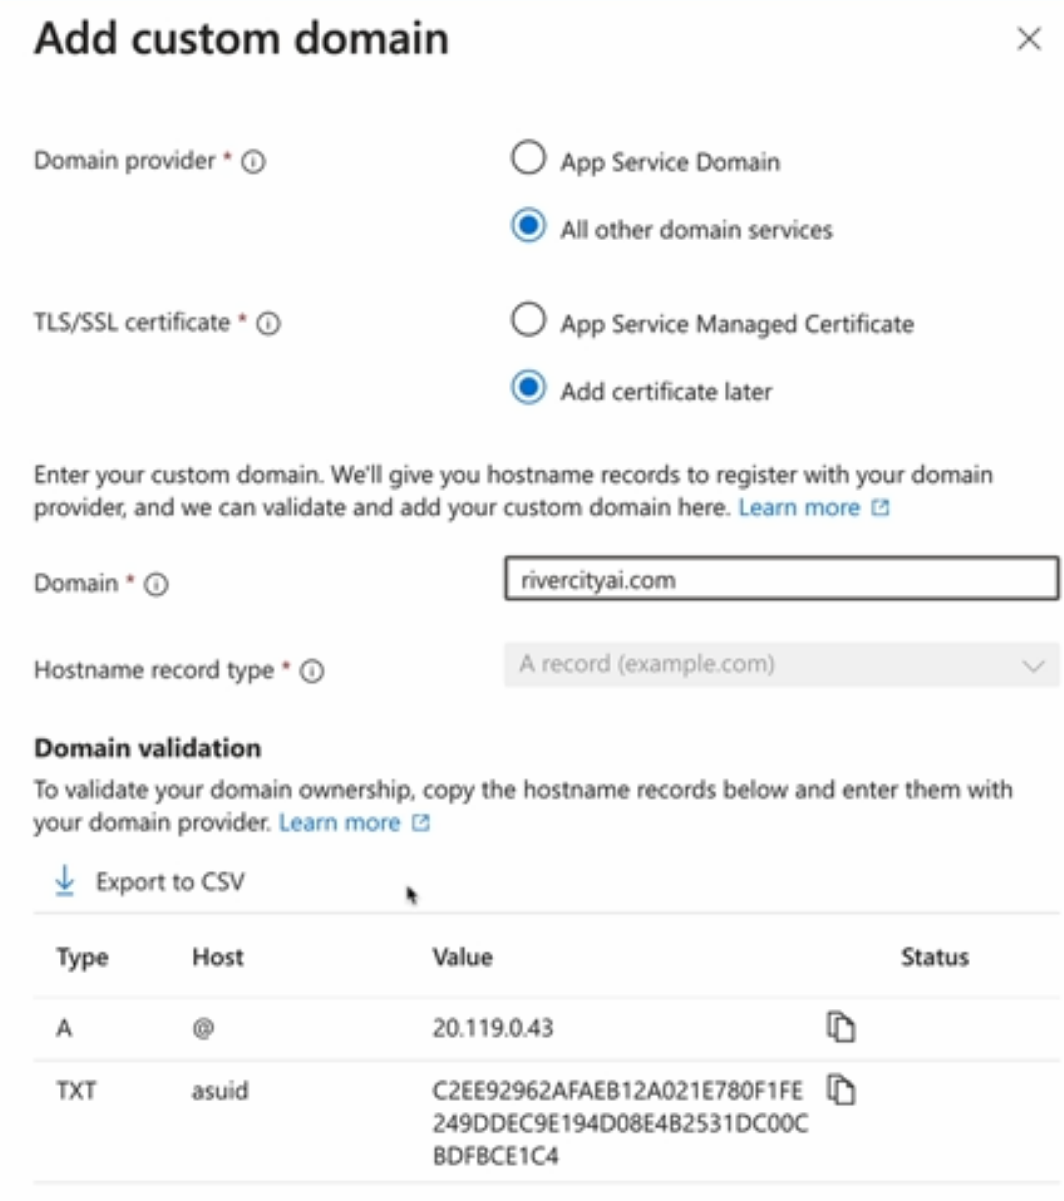 Add custom domain
Domain provider *
App Service Domain
All other domain services
TLS/SSL certificate *
App Service Managed Certificate
Add certificate later
Enter your custom domain. We'll give you hostname records to register with your domain
provider, and we can validate and add your custom domain here. Learn more
Domain *
rivercityai.com
Hostname record type *
A record (example.com)
Domain validation
To validate your domain ownership, copy the hostname records below and enter them with
your domain provider. Learn more
Export to CSV
Type Host Value Status
A @ 20.119.0.43
TXT asuid C2EE92962AFAEB12A021E780F1FE
249DDEC9E194D08E4B2531DC00C
BDFBCE1C4